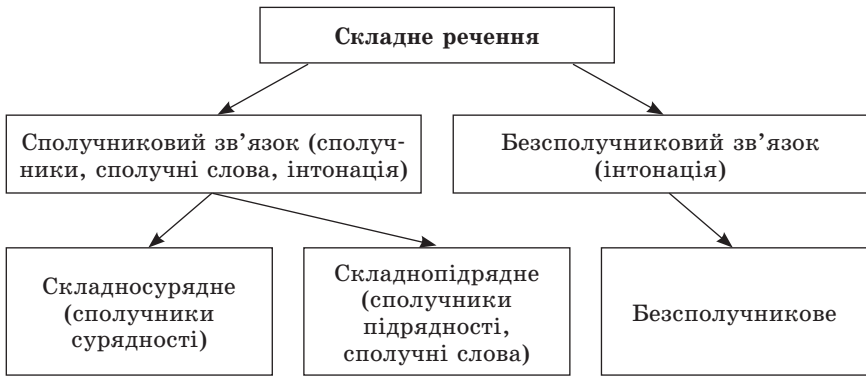 Складне речення
Сполучниковий зв’язок (сполуч-
ники, сполучні слова, інтонація)
Безсполучниковий зв’язок
(інтонація)
Складносурядне
(сполучники
сурядності)
Складнопідрядне
(сполучники
підрядності,
сполучні слова)
Безсполучникове